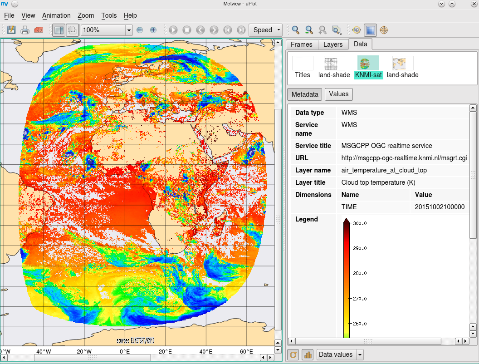 Metview - uPlot
File View Animation Zoom Tools Help
100%
Speed
Frames Layers Data
Titles land-shade KNMI-sat land-shade
Metadata Values
Data type WMS
Service name WMS
Service title MSGCPP OGC realtime service
URL http://msgcpp-ogc-realtime.knmi.nl/msgrt.cgi
Layer name air_temperature_at_cloud_top
Layer title Cloud top temperature (K)
Dimensions Name Value
TIME 20151002100000
Legend
20°W 0°E 20°E 40°E 60°E
Data values